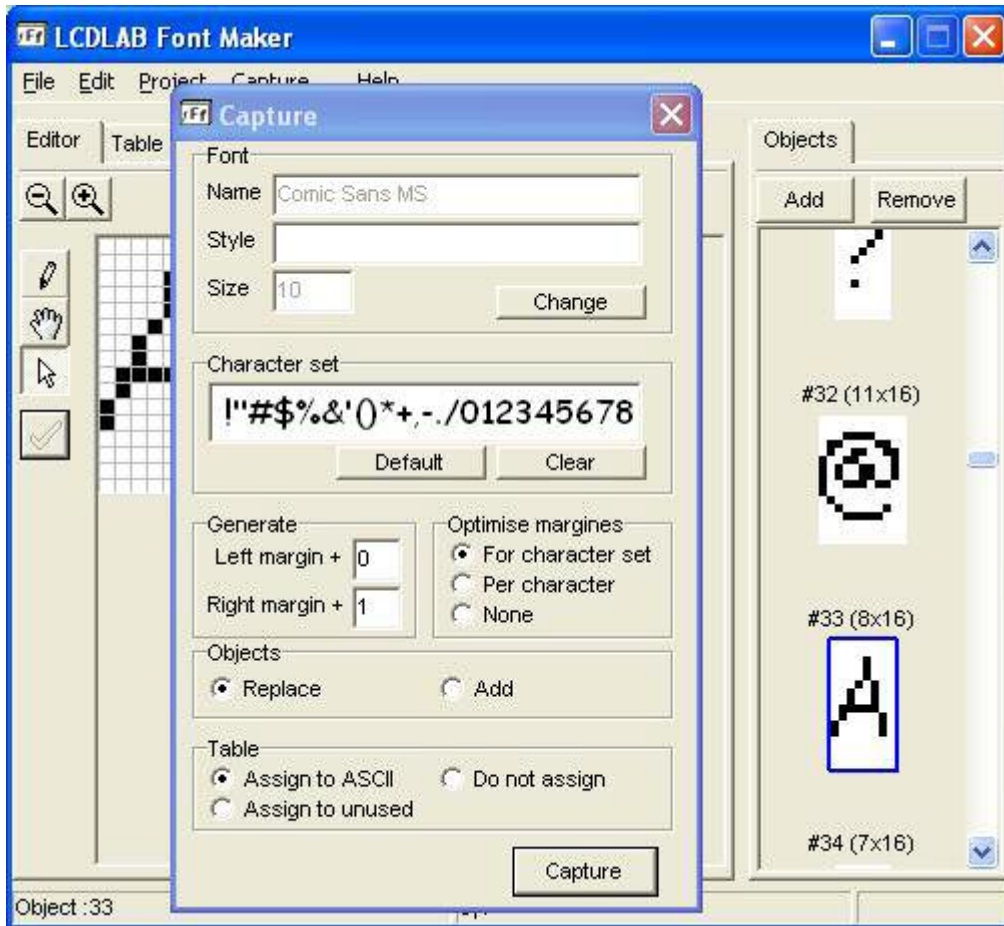 LCDLAB Font Maker
File Edit Project Capture Help
Capture
Editor Table
Objects
Font
Name Comic Sans MS
Add Remove
Style
Size 10
Change
?
Character set
!"#$%&'()*+,-./012345678
#32 (11x16)
Default Clear
@
Generate
Left margin + 0
Right margin + 1
Optimise margines
For character set
Per character
None
#33 (8x16)
A
Objects
Replace Add
Table
Assign to ASCII Do not assign
Assign to unused
#34 (7x16)
Capture
Object :33